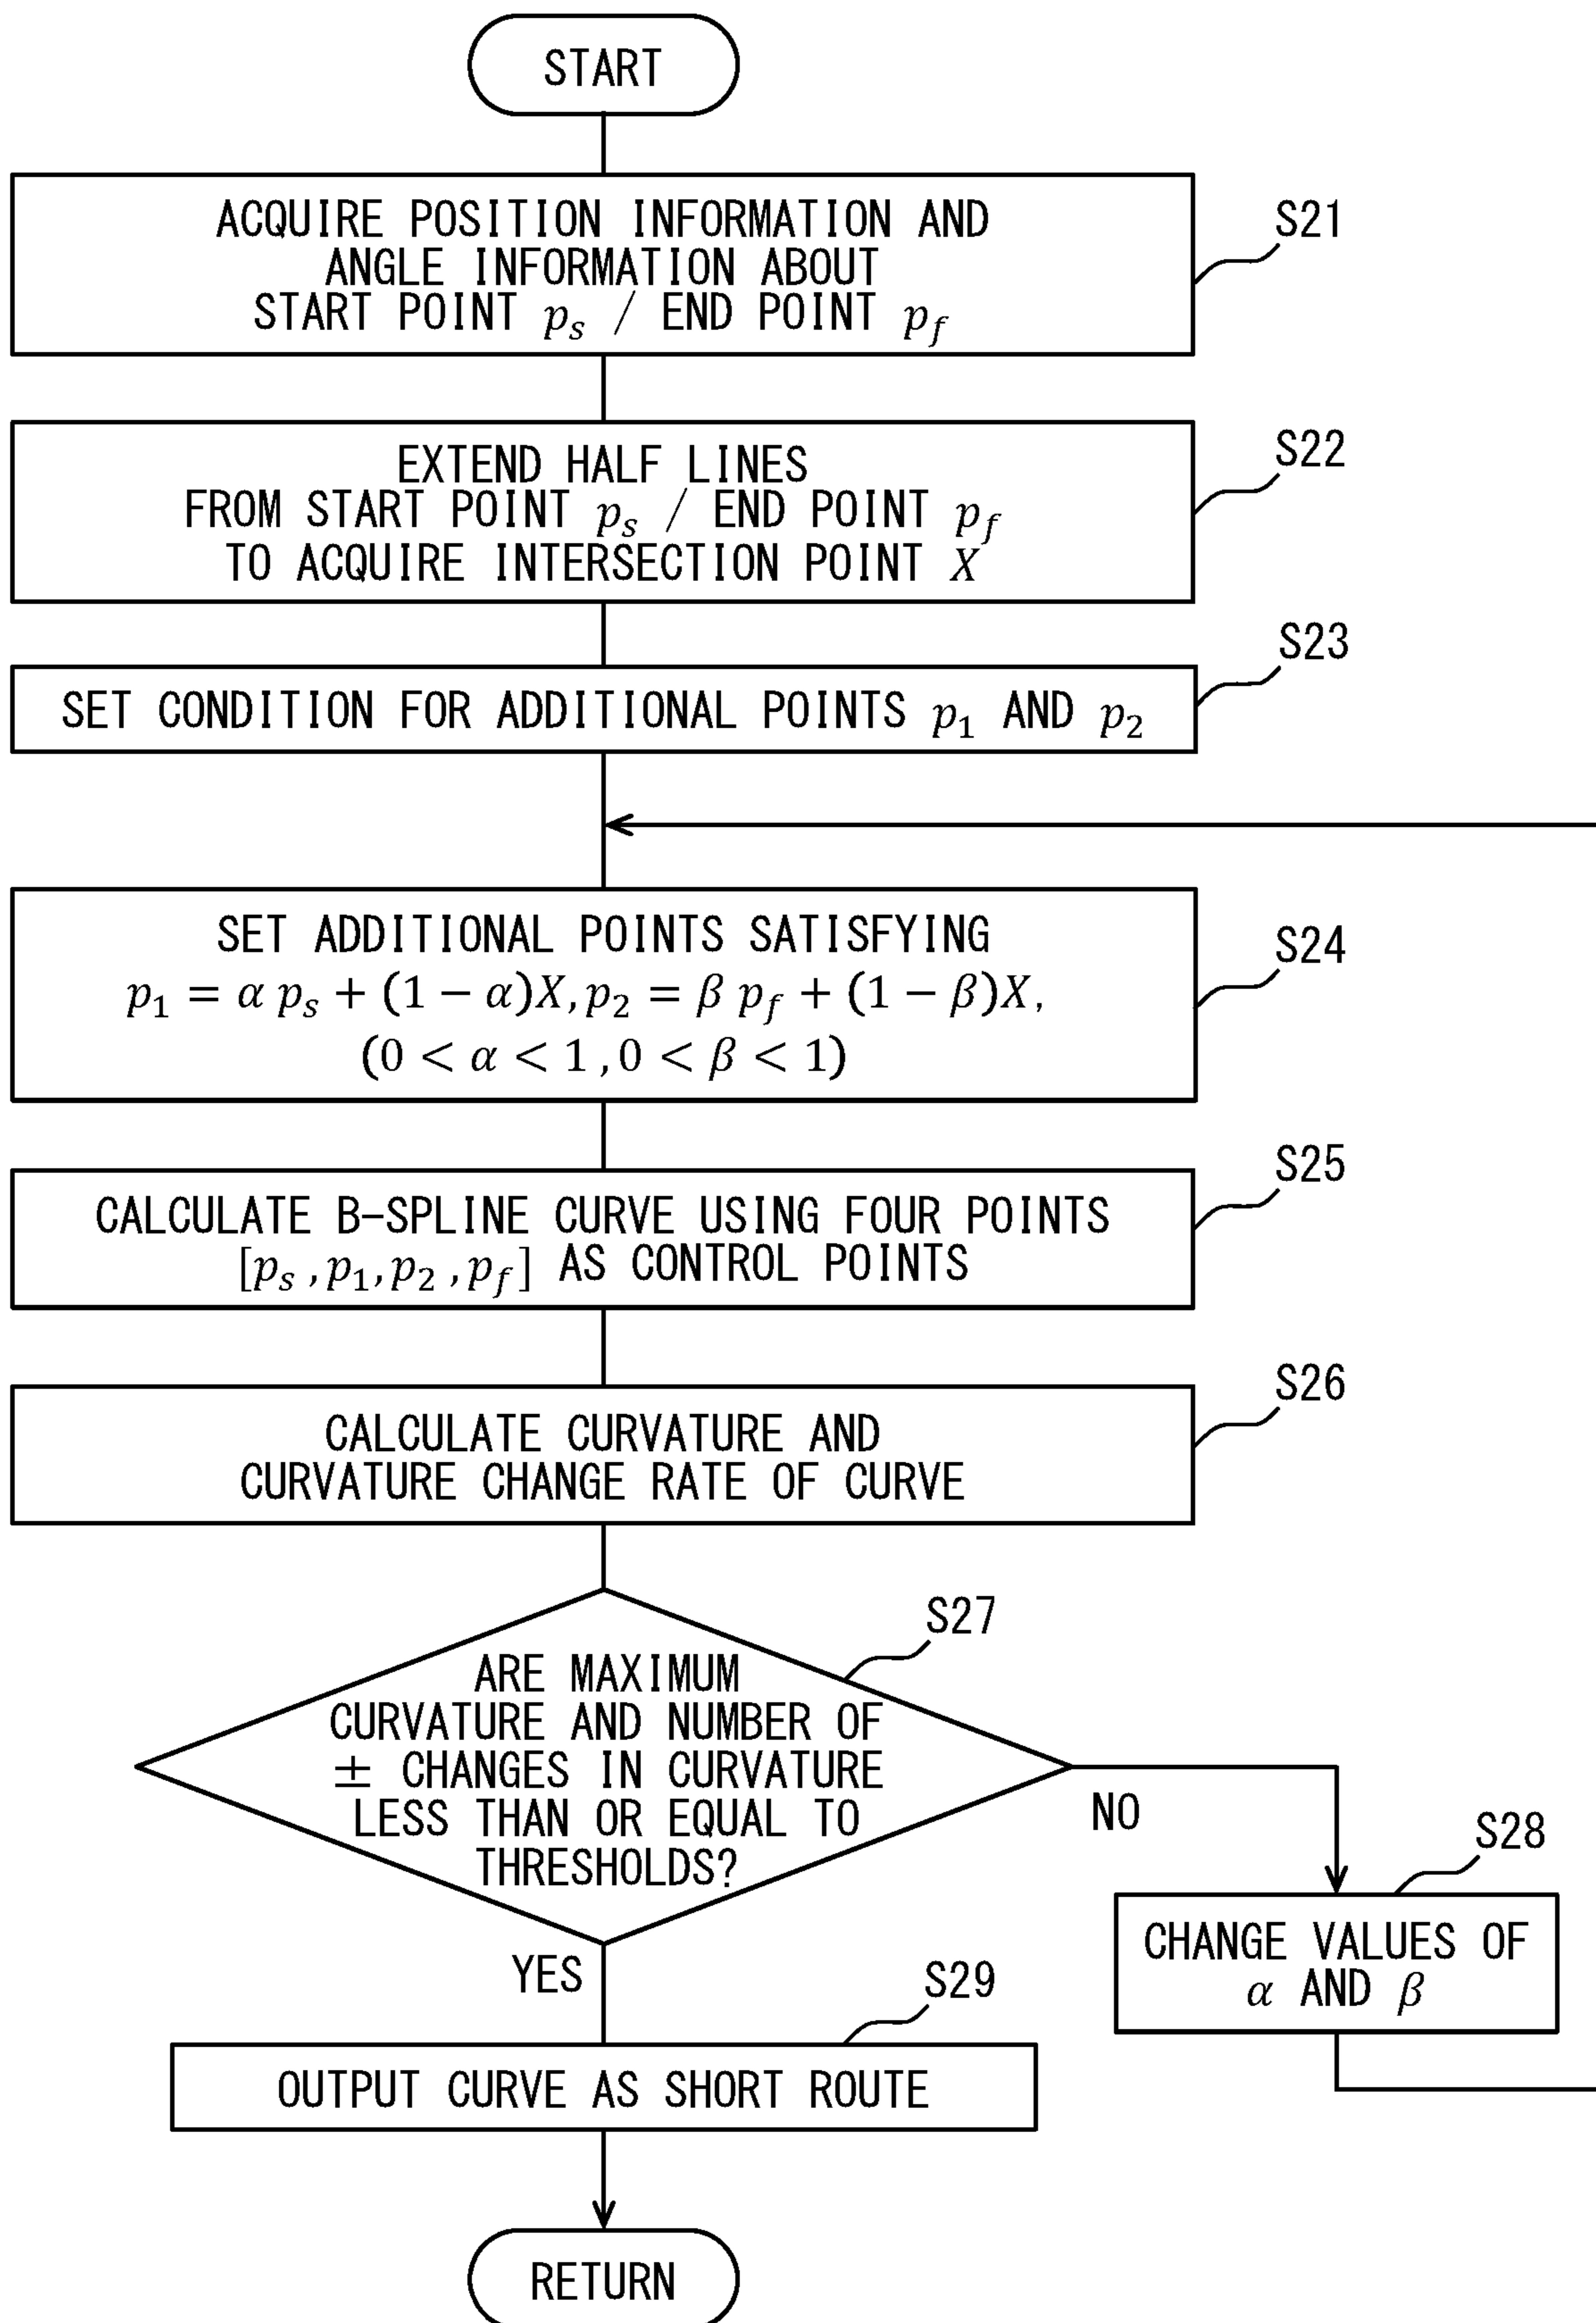 START
ACQUIRE POSITION INFORMATION AND
ANGLE INFORMATION ABOUT
START POINT p_s / END POINT p_f
S21
EXTEND HALF LINES
FROM START POINT p_s / END POINT p_f
TO ACQUIRE INTERSECTION POINT X
S22
SET CONDITION FOR ADDITIONAL POINTS p_1 AND p_2
S23
SET ADDITIONAL POINTS SATISFYING
p_1 = α p_s + (1 - α)X, p_2 = β p_f + (1 - β)X,
(0 < α < 1 , 0 < β < 1)
S24
CALCULATE B-SPLINE CURVE USING FOUR POINTS
[p_s , p_1, p_2 , p_f] AS CONTROL POINTS
S25
CALCULATE CURVATURE AND
CURVATURE CHANGE RATE OF CURVE
S26
ARE MAXIMUM
CURVATURE AND NUMBER OF
± CHANGES IN CURVATURE
LESS THAN OR EQUAL TO
THRESHOLDS?
S27
NO
S28
CHANGE VALUES OF
α AND β
YES
S29
OUTPUT CURVE AS SHORT ROUTE
RETURN